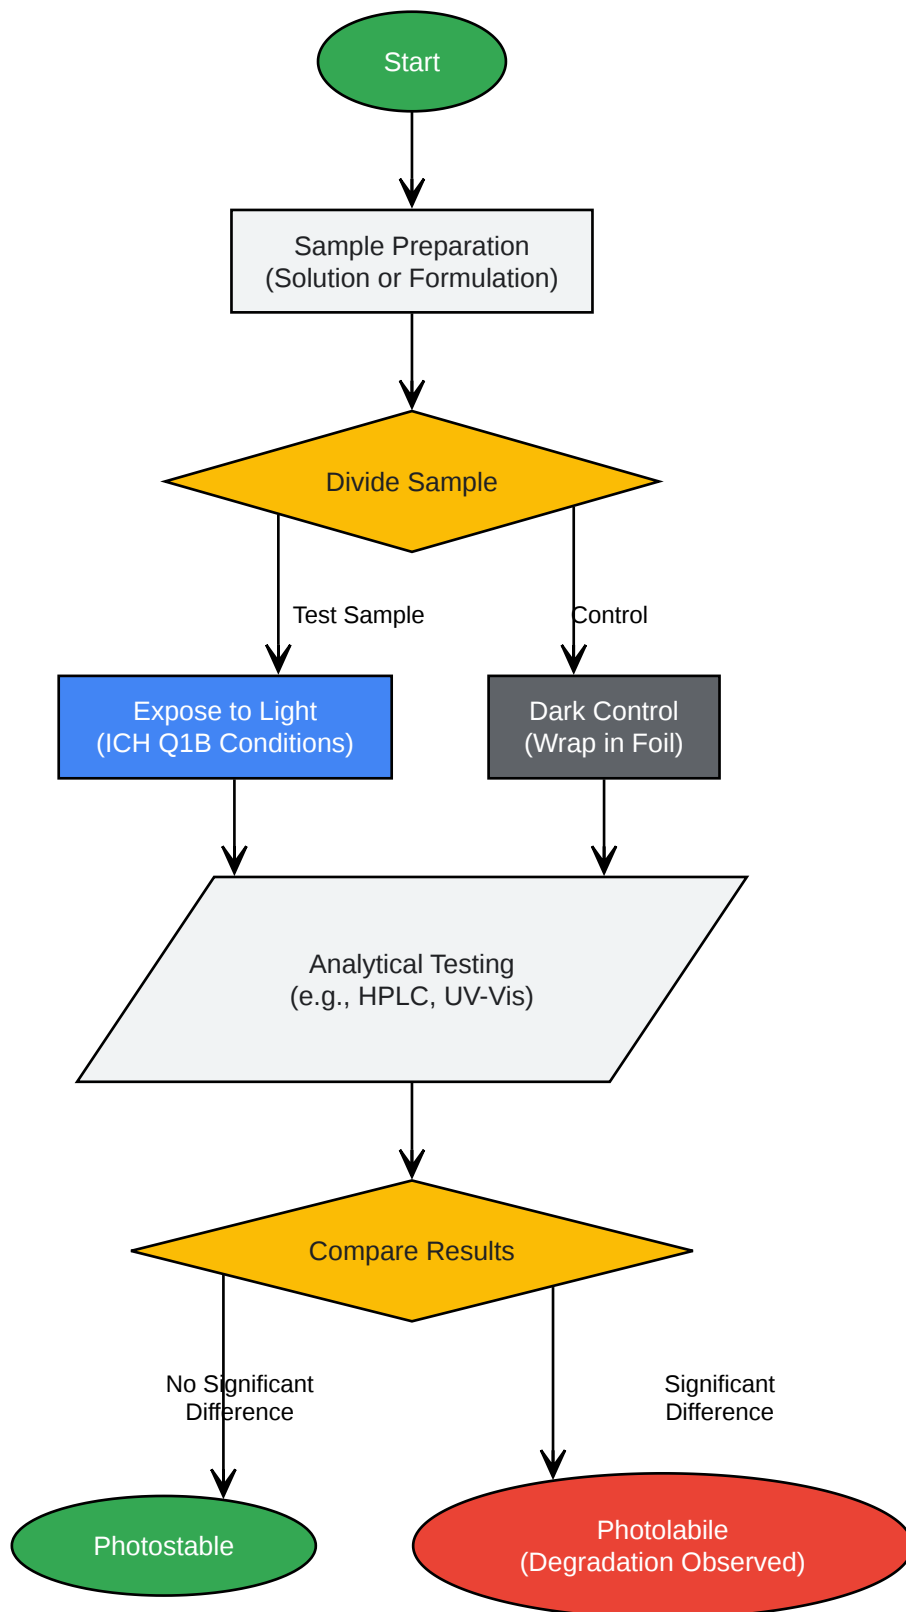 Start
Sample Preparation
(Solution or Formulation)
Divide Sample
Test Sample
Control
Expose to Light
(ICH Q1B Conditions)
Dark Control
(Wrap in Foil)
Analytical Testing
(e.g., HPLC, UV-Vis)
Compare Results
No Significant
Difference
Significant
Difference
Photostable
Photolabile
(Degradation Observed)